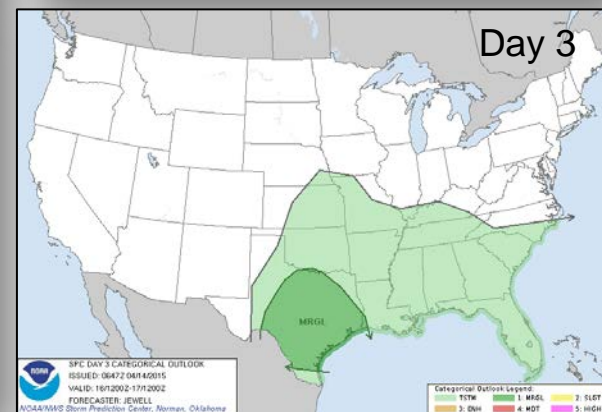 Day 3
MRGL
SPC DAY 3 CATEGORICAL OUTLOOK
ISSUED: 0647Z 04/14/2015
VALID: 16/1200Z-17/1200Z
FORECASTER: JEWELL
NOAA/NWS Storm Prediction Center, Norman, Oklahoma
NOAA
Categorical Outlook Legend:
TSTM 1: MRGL 2: SLGT
3: ENH 4: MDT 5: HIGH